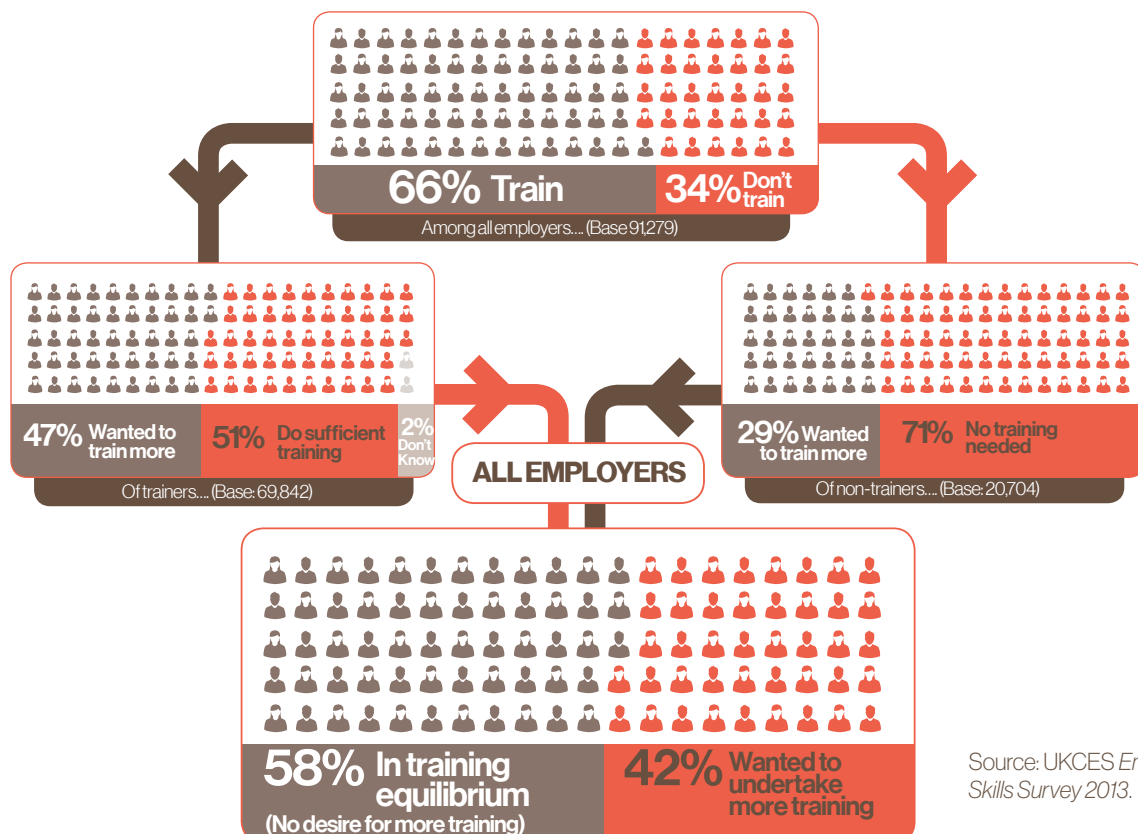 66% Train
34% Don't
train
Among all employers.... (Base 91,279)
47% Wanted to
train more
51% Do sufficient
training
2%
Don't
Know
Of trainers.... (Base: 69,842)
29% Wanted
to train more
71% No training
needed
Of non-trainers.... (Base: 20,704)
ALL EMPLOYERS
58% In training
equilibrium
(No desire for more training)
42% Wanted to
undertake
more training
Source: UKCES
Skills Survey 2013.